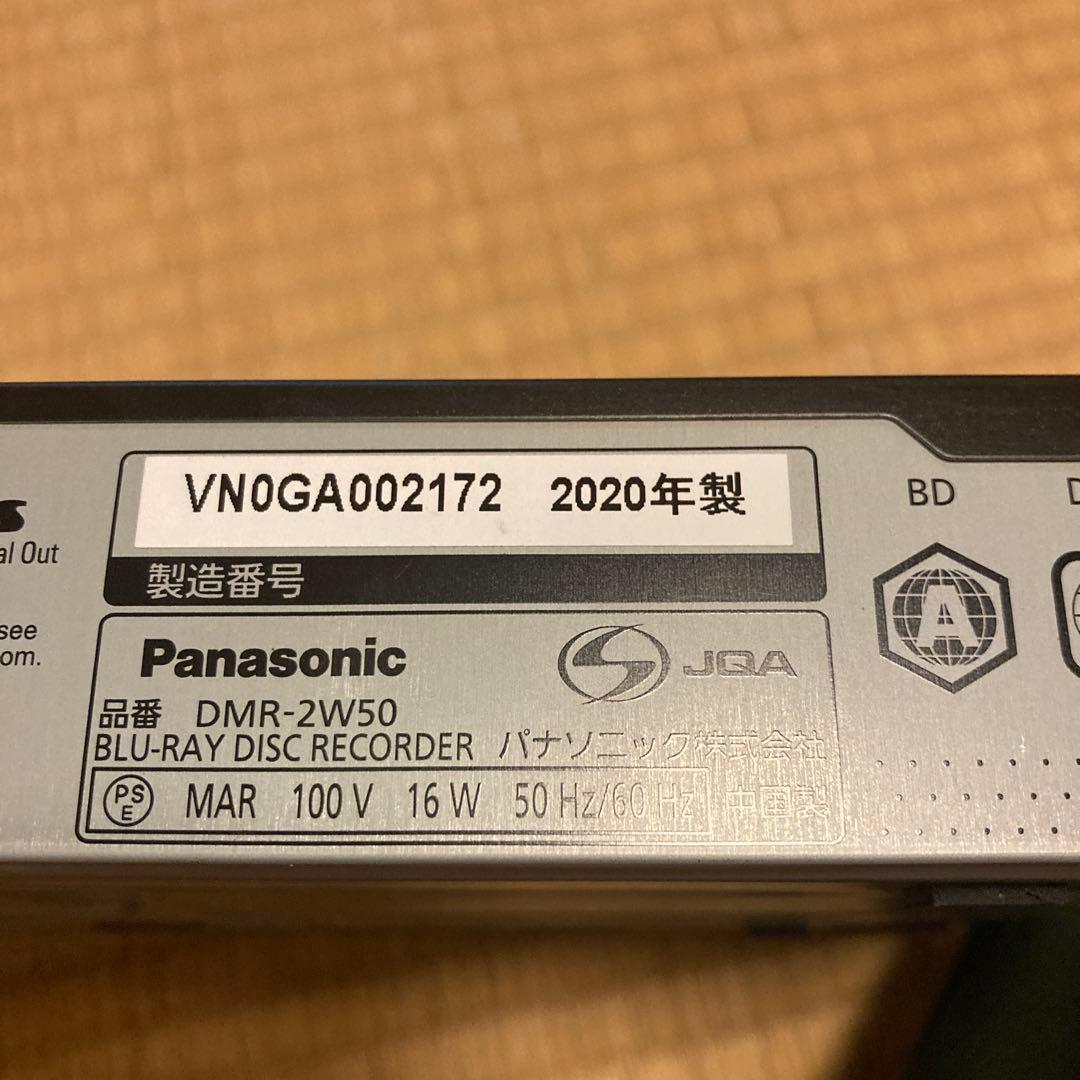 VN0GA002172 2020年製
製造番号
al Out
see
om.
BD
D
A
Panasonic
JQA
品番 DMR-2W50
BLU-RAY DISC RECORDER パナソニック株式会社
PSE MAR 100 V 16 W 50 Hz/60 Hz 中国製